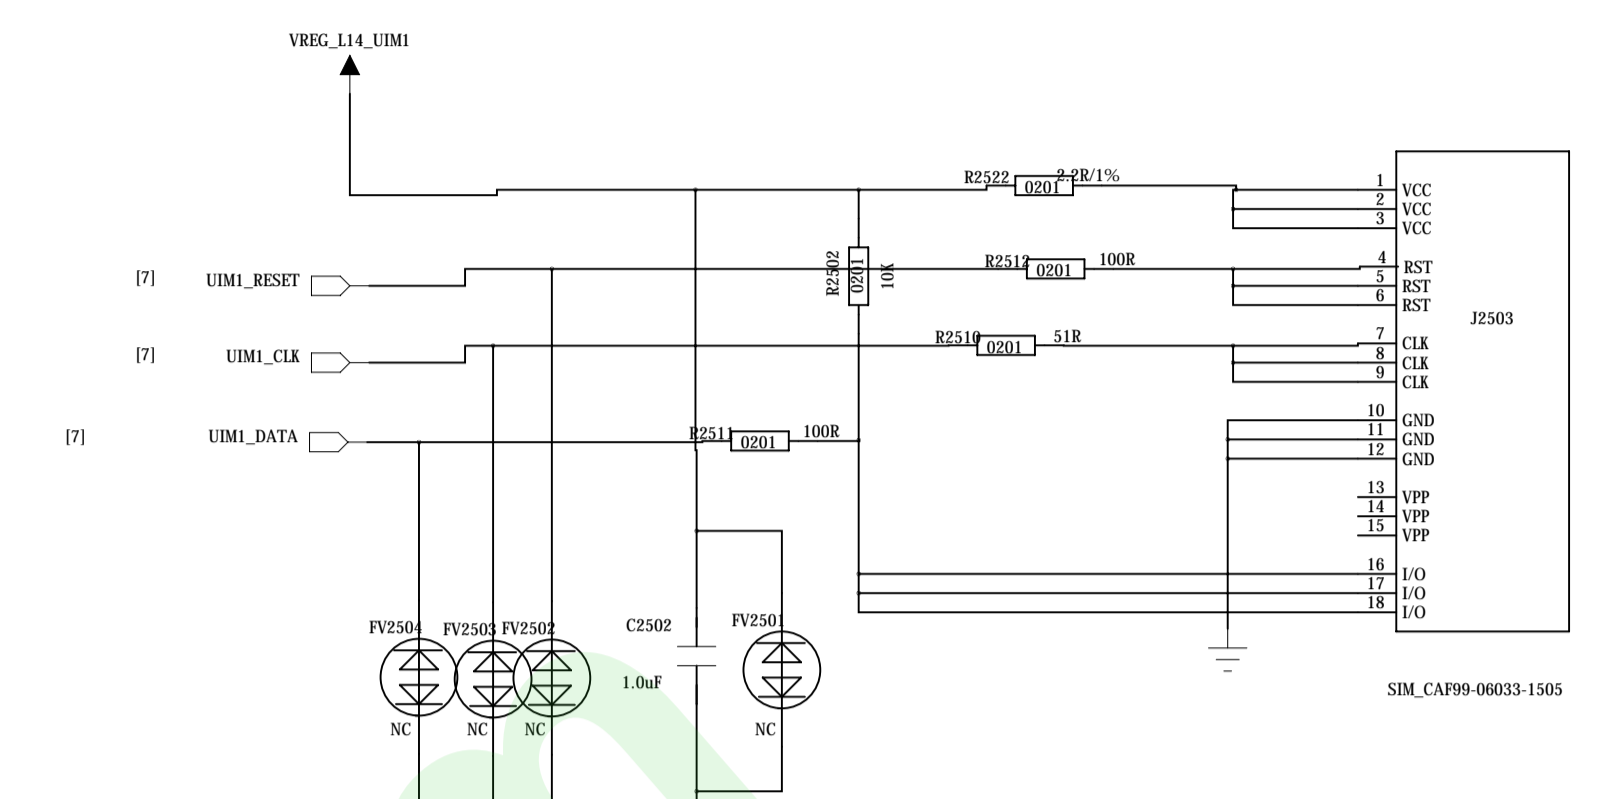 VREG_L14_UIM1
R2522
2.2R/1%
0201
1
VCC
2
VCC
3
VCC
[7]
UIM1_RESET
R2502
0201
10K
R2512
0201
100R
4
RST
5
RST
6
RST
J2503
[7]
UIM1_CLK
R2510
0201
51R
7
CLK
8
CLK
9
CLK
[7]
UIM1_DATA
R2511
0201
100R
10
GND
11
GND
12
GND
13
VPP
14
VPP
15
VPP
16
I/O
17
I/O
18
I/O
FV2504
FV2503
FV2502
C2502
FV2501
1.0uF
NC
NC
NC
NC
SIM_CAF99-06033-1505